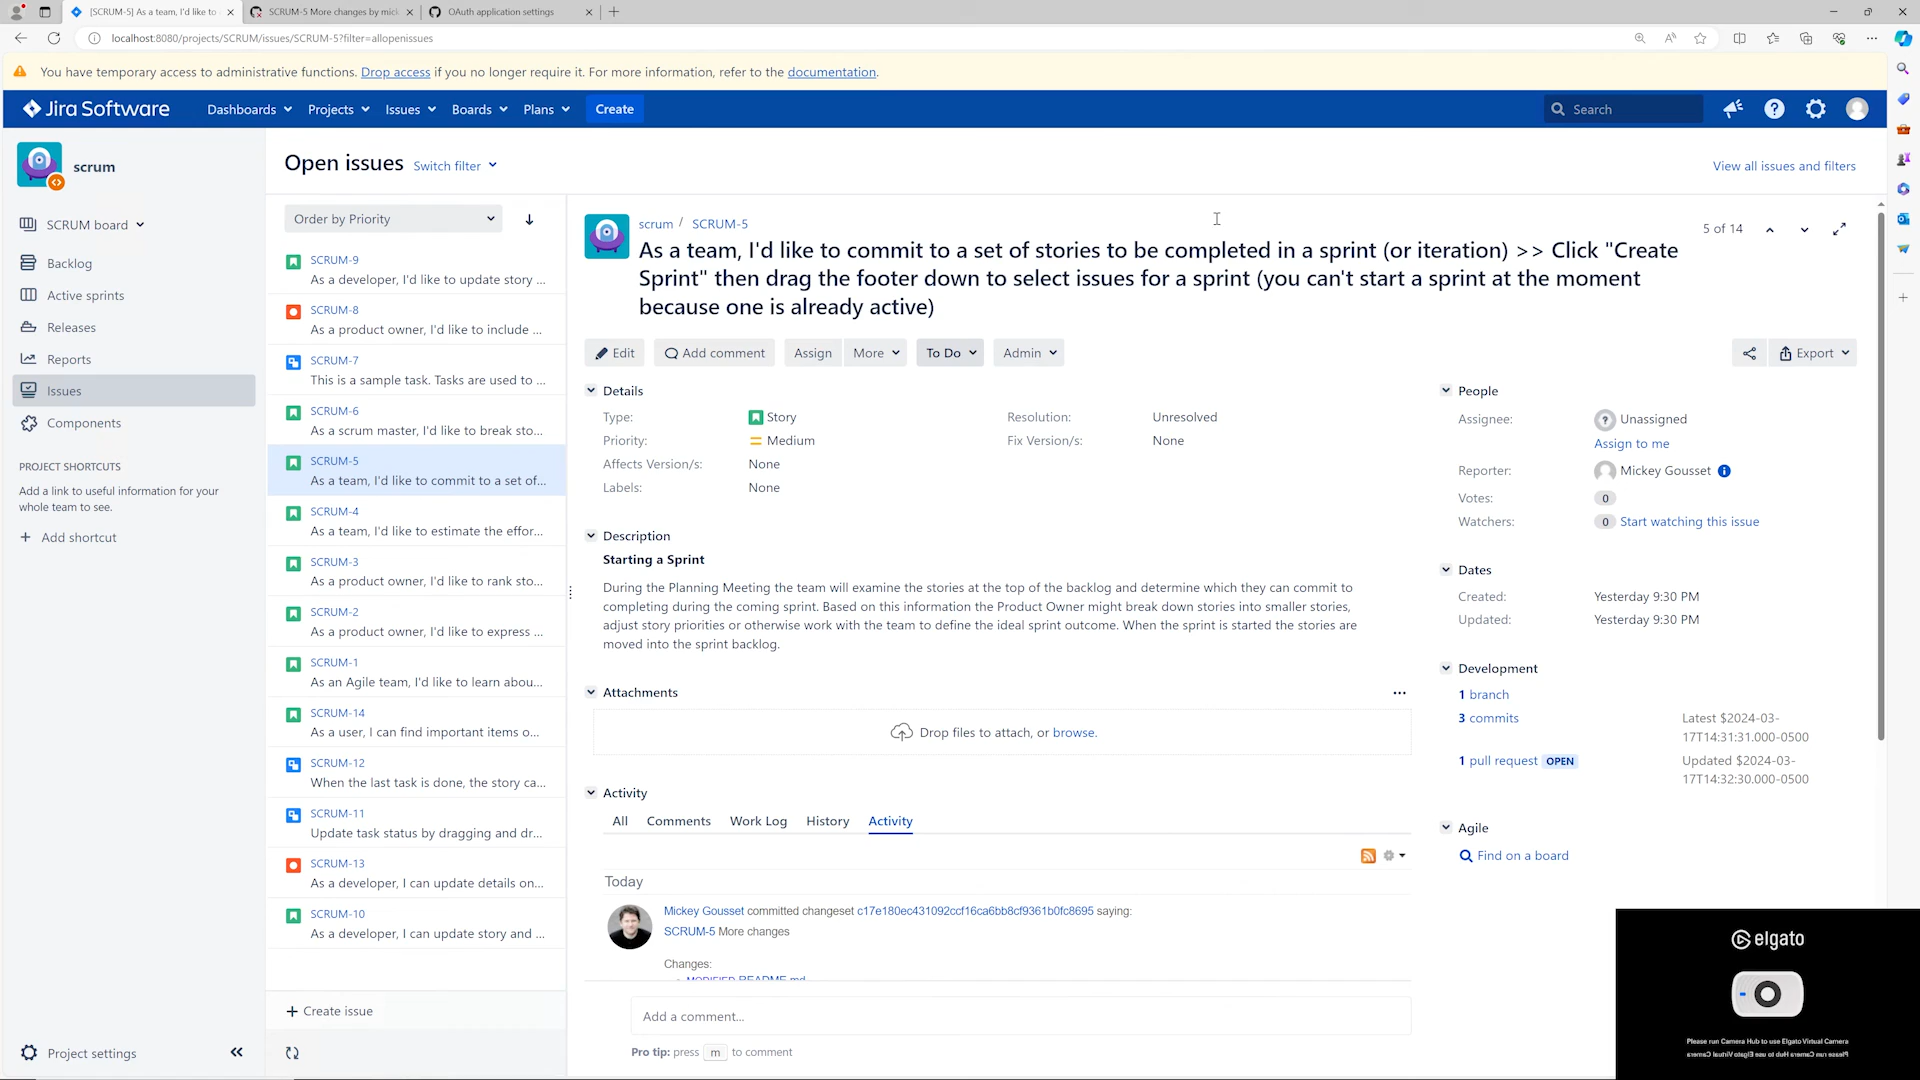 [SCRUM-5] As a team, I'd like to
SCRUM-5 More changes by mick
OAuth application settings
localhost:8080/projects/SCRUM/issues/SCRUM-5?filter=allopenissues
You have temporary access to administrative functions. Drop access if you no longer require it. For more information, refer to the documentation.
Jira Software
Dashboards
Projects
Issues
Boards
Plans
Create
Search
scrum
SCRUM board
Backlog
Active sprints
Releases
Reports
Issues
Components
PROJECT SHORTCUTS
Add a link to useful information for your
whole team to see.
+ Add shortcut
Project settings
Open issues Switch filter
View all issues and filters
Order by Priority
SCRUM-9
As a developer, I'd like to update story ...
SCRUM-8
As a product owner, I'd like to include ...
SCRUM-7
This is a sample task. Tasks are used to ...
SCRUM-6
As a scrum master, I'd like to break sto...
SCRUM-5
As a team, I'd like to commit to a set of...
SCRUM-4
As a team, I'd like to estimate the effor...
SCRUM-3
As a product owner, I'd like to rank sto...
SCRUM-2
As a product owner, I'd like to express ...
SCRUM-1
As an Agile team, I'd like to learn abou...
SCRUM-14
As a user, I can find important items o...
SCRUM-12
When the last task is done, the story ca...
SCRUM-11
Update task status by dragging and dr...
SCRUM-13
As a developer, I can update details on...
SCRUM-10
As a developer, I can update story and ...
+ Create issue
scrum / SCRUM-5
5 of 14
As a team, I'd like to commit to a set of stories to be completed in a sprint (or iteration) >> Click "Create
Sprint" then drag the footer down to select issues for a sprint (you can't start a sprint at the moment
because one is already active)
Edit
Add comment
Assign
More
To Do
Admin
Export
Details
Type: Story
Resolution: Unresolved
Priority: Medium
Fix Version/s: None
Affects Version/s: None
Labels: None
Description
Starting a Sprint
During the Planning Meeting the team will examine the stories at the top of the backlog and determine which they can commit to
completing during the coming sprint. Based on this information the Product Owner might break down stories into smaller stories,
adjust story priorities or otherwise work with the team to define the ideal sprint outcome. When the sprint is started the stories are
moved into the sprint backlog.
Attachments
Drop files to attach, or browse.
Activity
All
Comments
Work Log
History
Activity
Today
Mickey Gousset committed changeset c17e180ec431092ccf16ca6bb8cf9361b0fc8695 saying:
SCRUM-5 More changes
Changes:
MODIFIED README.md
Add a comment...
Pro tip: press m to comment
People
Assignee: Unassigned
Assign to me
Reporter: Mickey Gousset
Votes: 0
Watchers: 0 Start watching this issue
Dates
Created: Yesterday 9:30 PM
Updated: Yesterday 9:30 PM
Development
1 branch
3 commits
Latest $2024-03-
17T14:31:31.000-0500
1 pull request OPEN
Updated $2024-03-
17T14:32:30.000-0500
Agile
Find on a board
elgato
Please run Camera Hub to use Elgato Virtual Camera
Please run Camera Hub to use Elgato Virtual Camera